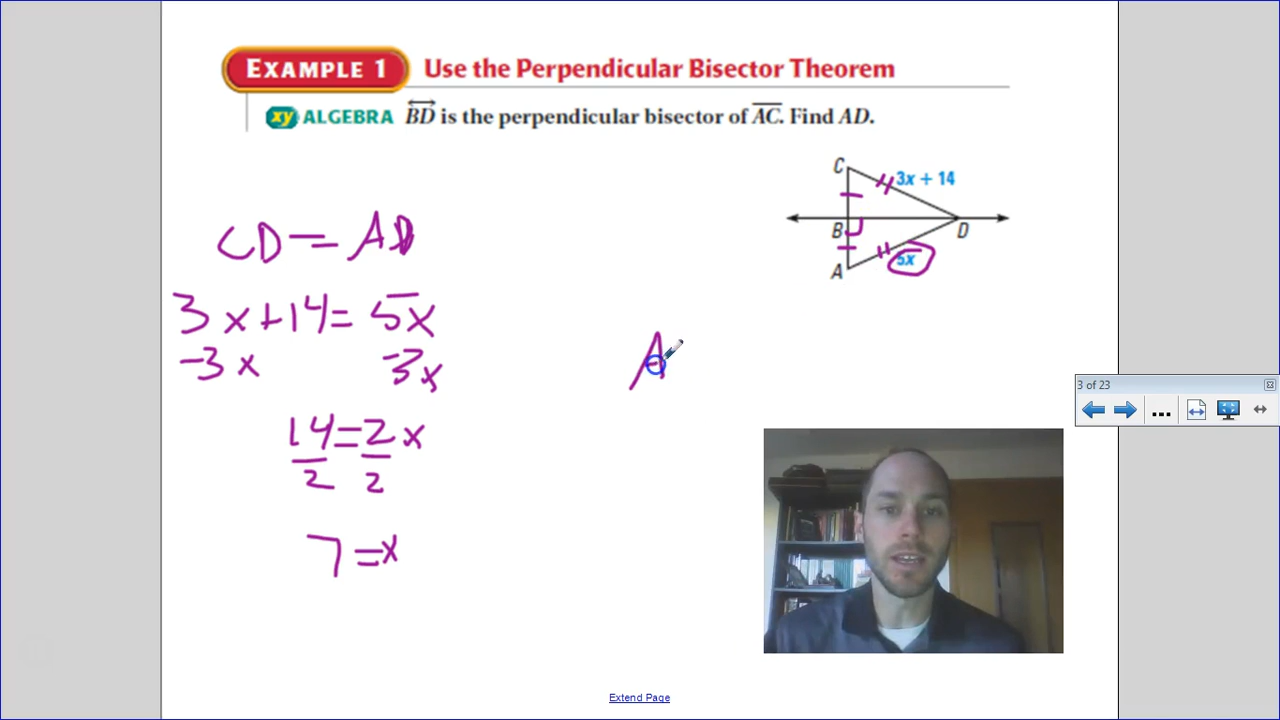 EXAMPLE 1 Use the Perpendicular Bisector Theorem
xy ALGEBRA BD is the perpendicular bisector of AC. Find AD.
C
3x + 14
B
D
5x
A
CD = AD
3x+14 = 5x
-3x -3x
14 = 2x
2 2
7 = x
A
3 of 23
...
Extend Page